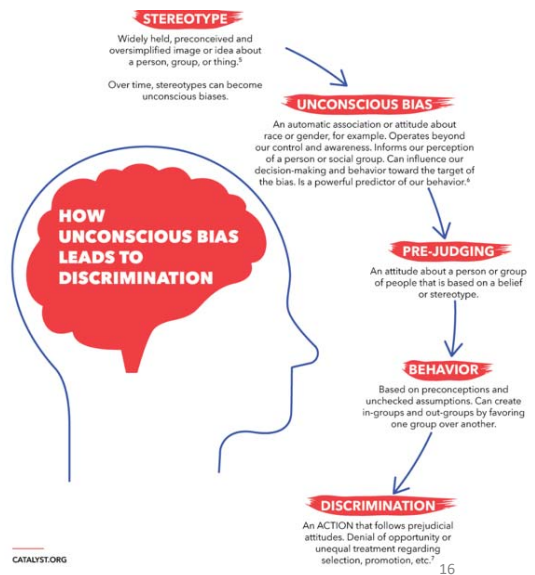 STEREOTYPE
Widely held, preconceived and
oversimplified image or idea about
a person, group, or thing.⁵
Over time, stereotypes can become
unconscious biases.
UNCONSCIOUS BIAS
An automatic association or attitude about
race or gender, for example. Operates beyond
our control and awareness. Informs our perception
of a person or social group. Can influence our
decision-making and behavior toward the target of
the bias. Is a powerful predictor of our behavior.⁶
HOW
UNCONSCIOUS BIAS
LEADS TO
DISCRIMINATION
PRE-JUDGING
An attitude about a person or group
of people that is based on a belief
or stereotype.
BEHAVIOR
Based on preconceptions and
unchecked assumptions. Can create
in-groups and out-groups by favoring
one group over another.
DISCRIMINATION
An ACTION that follows prejudicial
attitudes. Denial of opportunity or
unequal treatment regarding
selection, promotion, etc.⁷
CATALYST.ORG
16